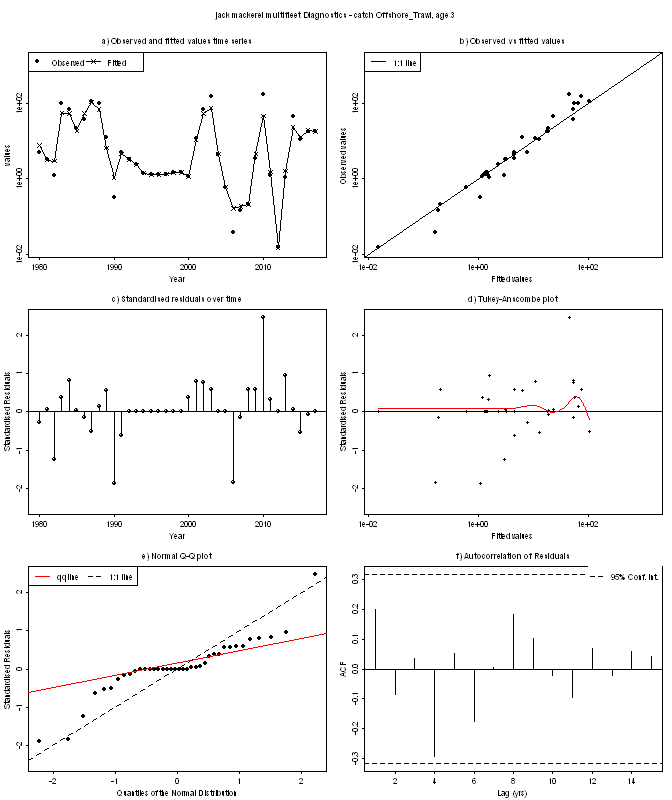 jack mackerel multifleet Diagnostics - catch Offshore_Trawl, age 3
a) Observed and fitted values time series
Observed Fitted
values
1e-02 1e+00 1e+02
1980 1990 2000 2010
Year
b) Observed vs fitted values
1:1 line
Observed values
1e-02 1e+00 1e+02
1e-02 1e+00 1e+02
Fitted values
c) Standardised residuals over time
Standardised Residuals
-2 -1 0 1 2
1980 1990 2000 2010
Year
d) Tukey-Anscombe plot
Standardised Residuals
-2 -1 0 1 2
1e-02 1e+00 1e+02
Fitted values
e) Normal Q-Q plot
qq line 1:1 line
Standardised Residuals
-2 -1 0 1 2
-2 -1 0 1 2
Quantiles of the Normal Distribution
f) Autocorrelation of Residuals
95% Conf. Int.
ACF
-0.3 -0.2 -0.1 0.0 0.1 0.2 0.3
2 4 6 8 10 12 14
Lag (yrs)